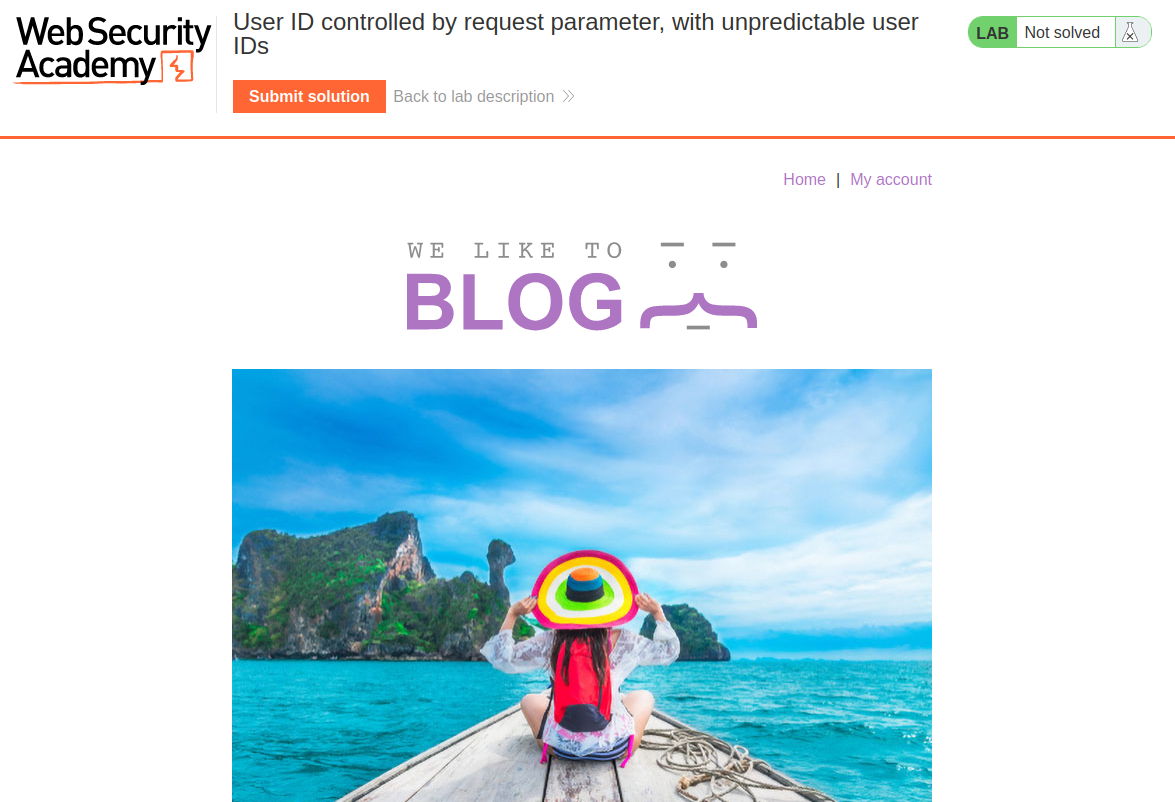 Web Security
Academy
User ID controlled by request parameter, with unpredictable user
IDs
Submit solution
Back to lab description
LAB
Not solved
Home | My account
WE LIKE TO
BLOG